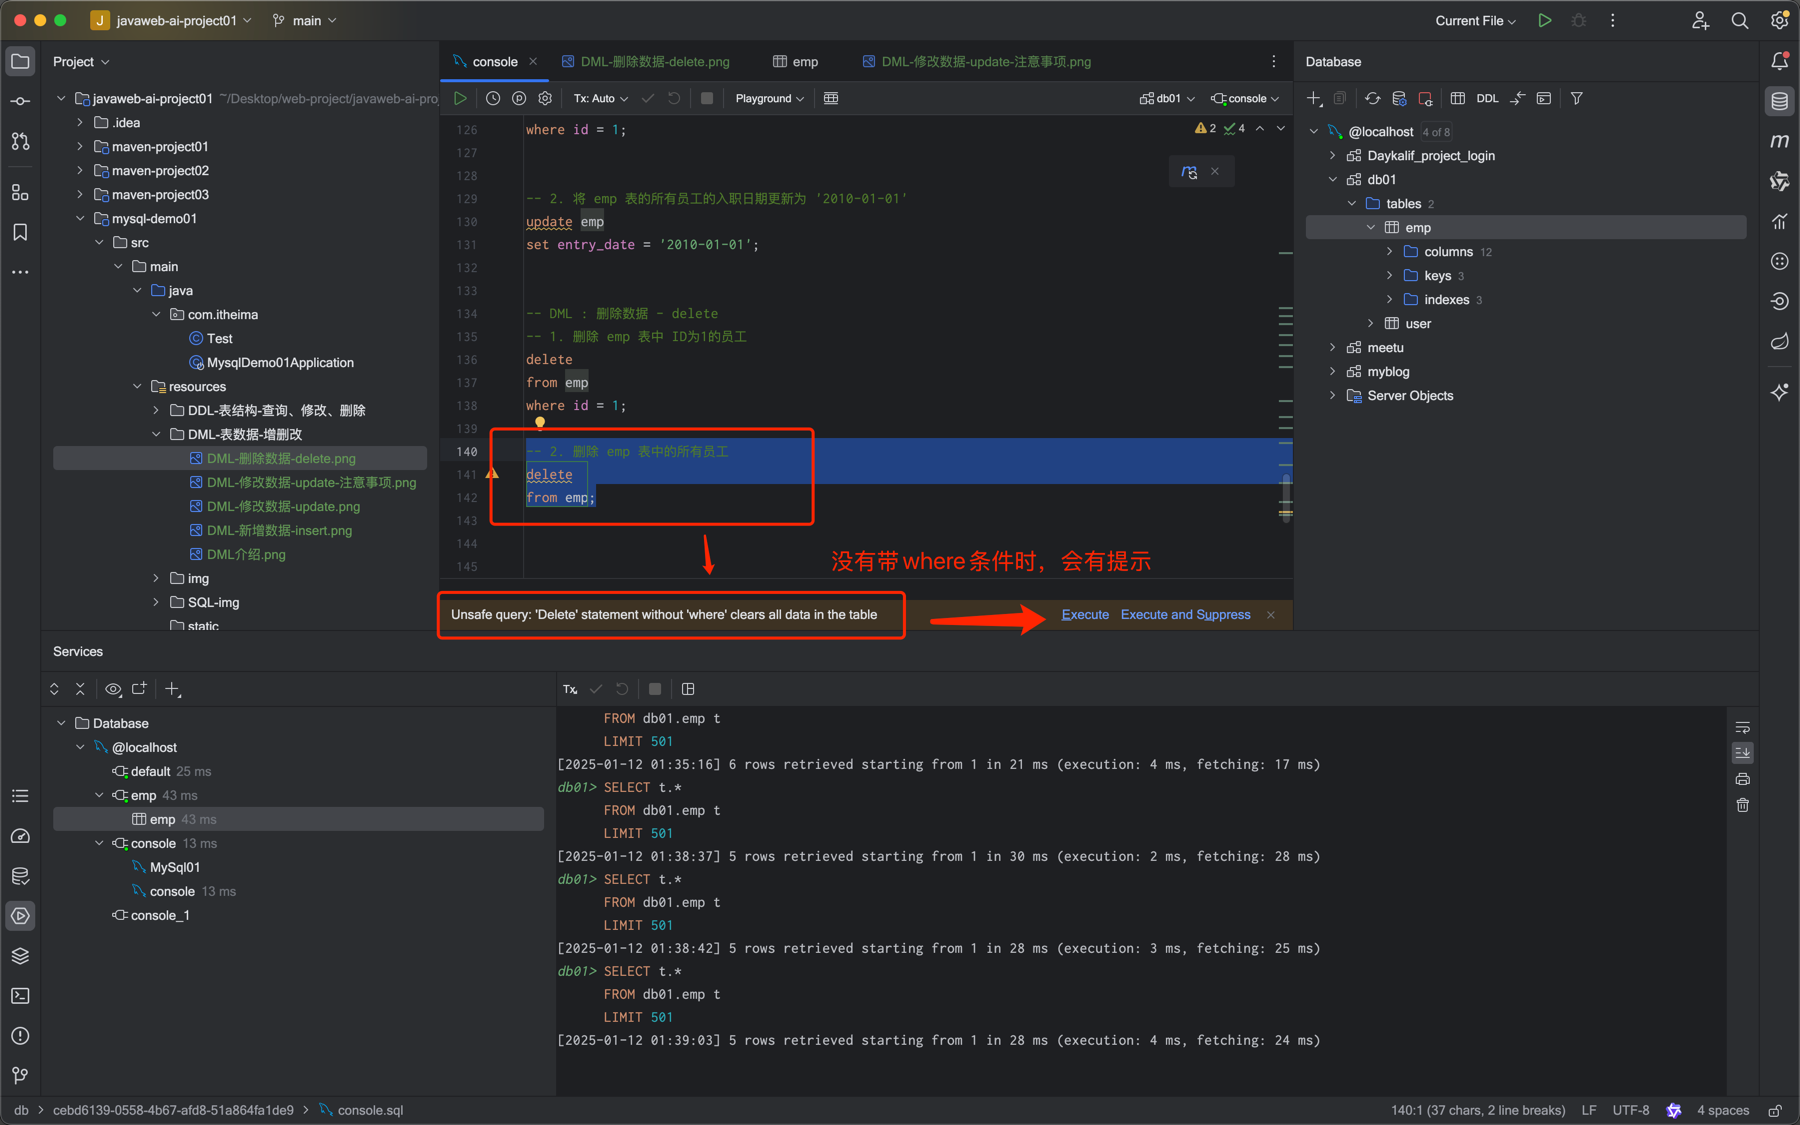 J javaweb-ai-project01 main Current File
Project
javaweb-ai-project01 ~/Desktop/web-project/javaweb-ai-pro
.idea
maven-project01
maven-project02
maven-project03
mysql-demo01
src
main
java
com.itheima
Test
MysqlDemo01Application
resources
DDL-表结构-查询、修改、删除
DML-表数据-增删改
DML-删除数据-delete.png
DML-修改数据-update-注意事项.png
DML-修改数据-update.png
DML-新增数据-insert.png
DML介绍.png
img
SQL-img
static
console DML-删除数据-delete.png emp DML-修改数据-update-注意事项.png
Tx: Auto Playground db01 console
2 4
126 where id = 1;
127
128
129 -- 2. 将 emp 表的所有员工的入职日期更新为 '2010-01-01'
130 update emp
131 set entry_date = '2010-01-01';
132
133
134 -- DML : 删除数据 - delete
135 -- 1. 删除 emp 表中 ID为1的员工
136 delete
137 from emp
138 where id = 1;
139
140 -- 2. 删除 emp 表中的所有员工
141 delete
142 from emp;
143
144
145
没有带where条件时，会有提示
Unsafe query: 'Delete' statement without 'where' clears all data in the table Execute Execute and Suppress
Database
DDL
@localhost 4 of 8
Daykalif_project_login
db01
tables 2
emp
columns 12
keys 3
indexes 3
user
meetu
myblog
Server Objects
Services
Database
@localhost
default 25 ms
emp 43 ms
emp 43 ms
console 13 ms
MySql01
console 13 ms
console_1
Tx
FROM db01.emp t
LIMIT 501
[2025-01-12 01:35:16] 6 rows retrieved starting from 1 in 21 ms (execution: 4 ms, fetching: 17 ms)
db01> SELECT t.*
FROM db01.emp t
LIMIT 501
[2025-01-12 01:38:37] 5 rows retrieved starting from 1 in 30 ms (execution: 2 ms, fetching: 28 ms)
db01> SELECT t.*
FROM db01.emp t
LIMIT 501
[2025-01-12 01:38:42] 5 rows retrieved starting from 1 in 28 ms (execution: 3 ms, fetching: 25 ms)
db01> SELECT t.*
FROM db01.emp t
LIMIT 501
[2025-01-12 01:39:03] 5 rows retrieved starting from 1 in 28 ms (execution: 4 ms, fetching: 24 ms)
db cebd6139-0558-4b67-afd8-51a864fa1de9 console.sql 140:1 (37 chars, 2 line breaks) LF UTF-8 4 spaces